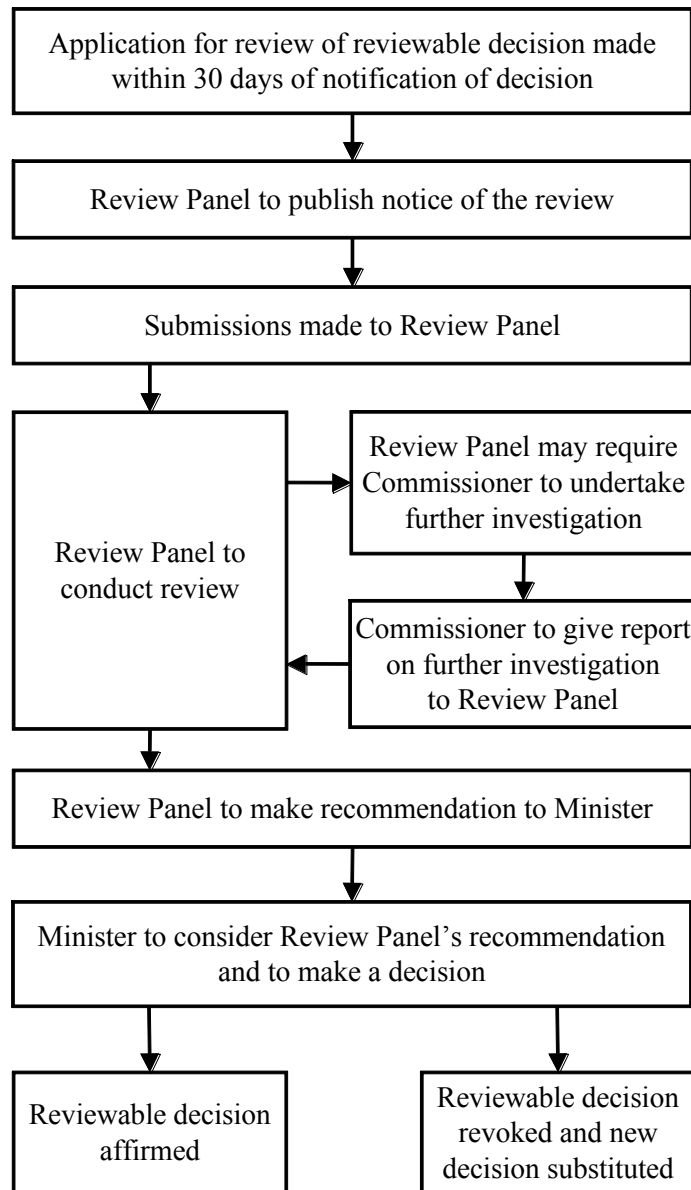 Application for review of reviewable decision made
within 30 days of notification of decision
Review Panel to publish notice of the review
Submissions made to Review Panel
Review Panel to
conduct review
Review Panel may require
Commissioner to undertake
further investigation
Commissioner to give report
on further investigation
to Review Panel
Review Panel to make recommendation to Minister
Minister to consider Review Panel’s recommendation
and to make a decision
Reviewable decision
affirmed
Reviewable decision
revoked and new
decision substituted